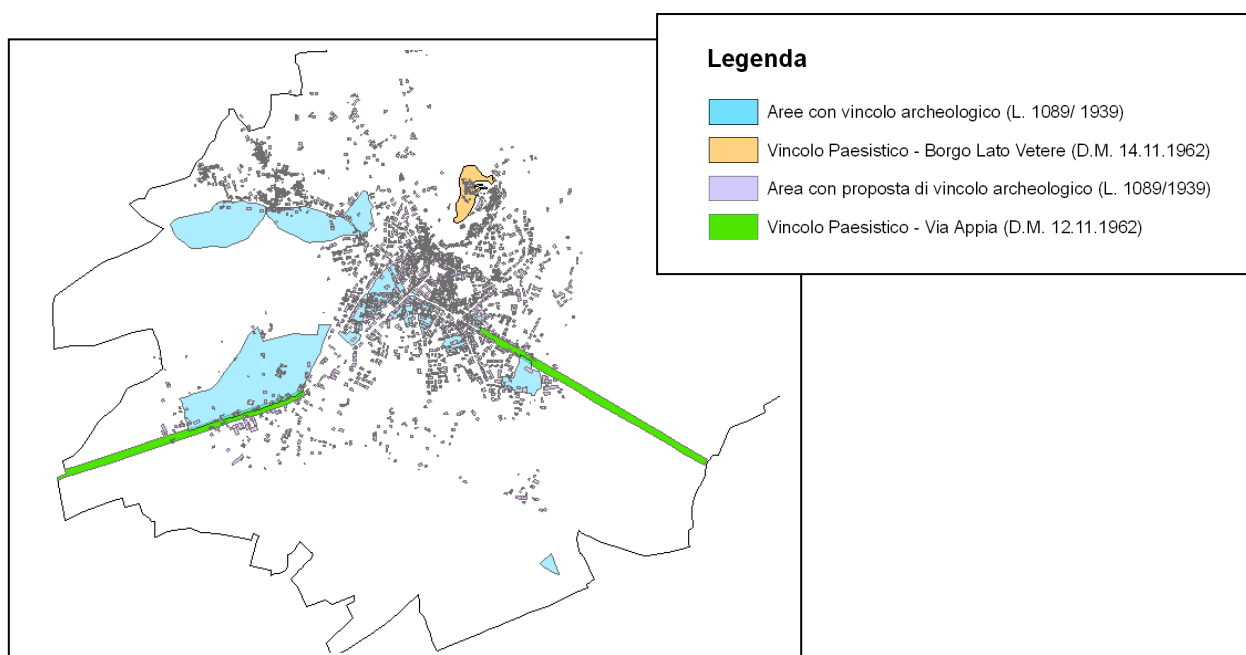 Legenda
Aree con vincolo archeologico (L. 1089/ 1939)
Vincolo Paesistico - Borgo Lato Vetere (D.M. 14.11.1962)
Area con proposta di vincolo archeologico (L. 1089/1939)
Vincolo Paesistico - Via Appia (D.M. 12.11.1962)